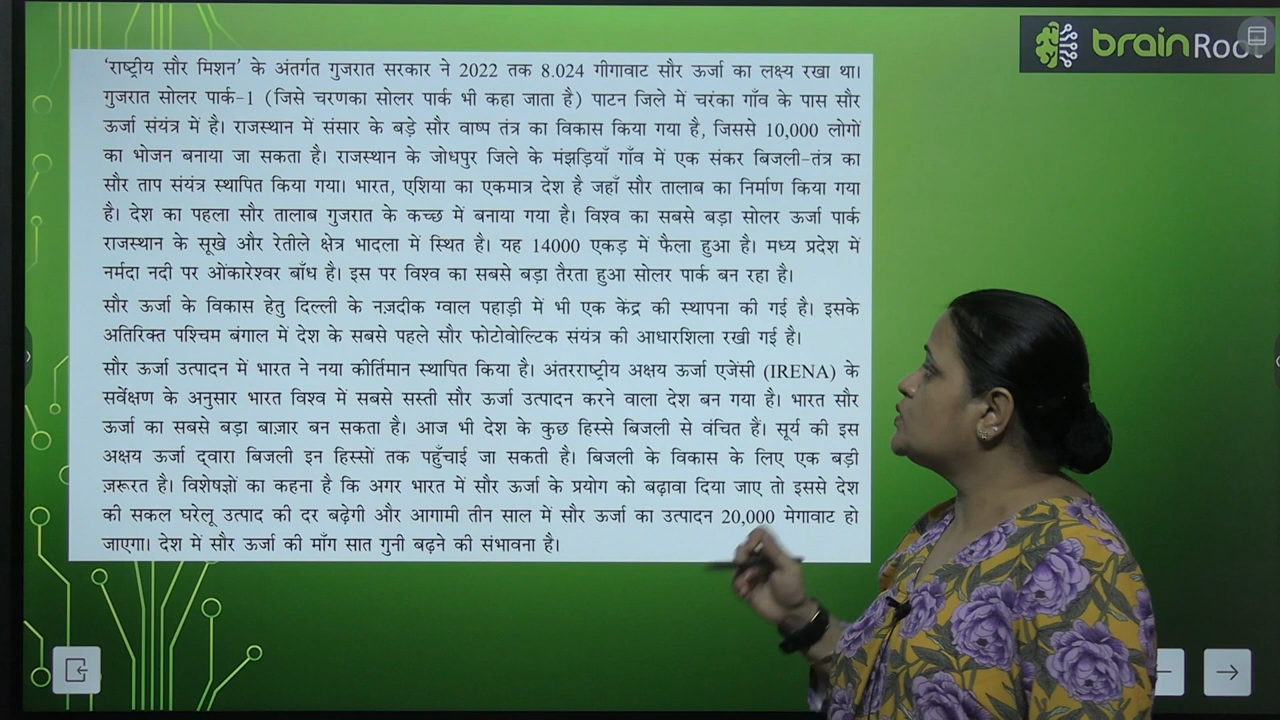 brainRoot
‘राष्ट्रीय सौर मिशन’ के अंतर्गत गुजरात सरकार ने 2022 तक 8.024 गीगावाट सौर ऊर्जा का लक्ष्य रखा था।
गुजरात सोलर पार्क-1 (जिसे चरणका सोलर पार्क भी कहा जाता है) पाटन जिले में चरंका गाँव के पास सौर
ऊर्जा संयंत्र में है। राजस्थान में संसार के बड़े सौर वाष्प तंत्र का विकास किया गया है, जिससे 10,000 लोगों
का भोजन बनाया जा सकता है। राजस्थान के जोधपुर जिले के मंझड़ियाँ गाँव में एक संकर बिजली-तंत्र का
सौर ताप संयंत्र स्थापित किया गया। भारत, एशिया का एकमात्र देश है जहाँ सौर तालाब का निर्माण किया गया
है। देश का पहला सौर तालाब गुजरात के कच्छ में बनाया गया है। विश्व का सबसे बड़ा सोलर ऊर्जा पार्क
राजस्थान के सूखे और रेतीले क्षेत्र भादला में स्थित है। यह 14000 एकड़ में फैला हुआ है। मध्य प्रदेश में
नर्मदा नदी पर ओंकारेश्वर बाँध है। इस पर विश्व का सबसे बड़ा तैरता हुआ सोलर पार्क बन रहा है।
सौर ऊर्जा के विकास हेतु दिल्ली के नज़दीक ग्वाल पहाड़ी में भी एक केंद्र की स्थापना की गई है। इसके
अतिरिक्त पश्चिम बंगाल में देश के सबसे पहले सौर फोटोवोल्टिक संयंत्र की आधारशिला रखी गई है।
सौर ऊर्जा उत्पादन में भारत ने नया कीर्तिमान स्थापित किया है। अंतरराष्ट्रीय अक्षय ऊर्जा एजेंसी (IRENA) के
सर्वेक्षण के अनुसार भारत विश्व में सबसे सस्ती सौर ऊर्जा उत्पादन करने वाला देश बन गया है। भारत सौर
ऊर्जा का सबसे बड़ा बाज़ार बन सकता है। आज भी देश के कुछ हिस्से बिजली से वंचित हैं। सूर्य की इस
अक्षय ऊर्जा द्वारा बिजली इन हिस्सों तक पहुँचाई जा सकती है। बिजली के विकास के लिए एक बड़ी
ज़रूरत है। विशेषज्ञों का कहना है कि अगर भारत में सौर ऊर्जा के प्रयोग को बढ़ावा दिया जाए तो इससे देश
की सकल घरेलू उत्पाद की दर बढ़ेगी और आगामी तीन साल में सौर ऊर्जा का उत्पादन 20,000 मेगावाट हो
जाएगा। देश में सौर ऊर्जा की माँग सात गुनी बढ़ने की संभावना है।